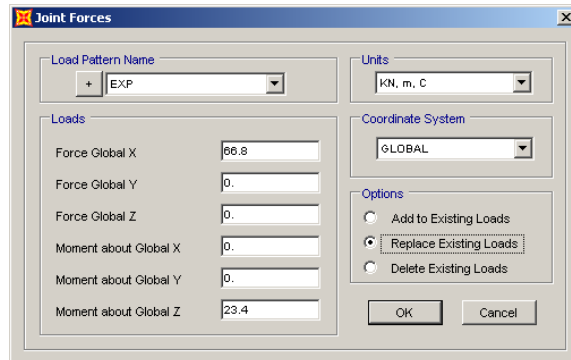 Joint Forces
Load Pattern Name
+ EXP
Units
KN, m, C
Loads
Force Global X 66.8
Force Global Y 0.
Force Global Z 0.
Moment about Global X 0.
Moment about Global Y 0.
Moment about Global Z 23.4
Coordinate System
GLOBAL
Options
Add to Existing Loads
Replace Existing Loads
Delete Existing Loads
OK Cancel